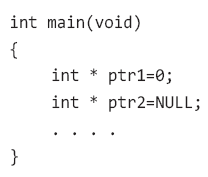 int main(void)
{
    int * ptr1=0;
    int * ptr2=NULL;
    . . . .
}